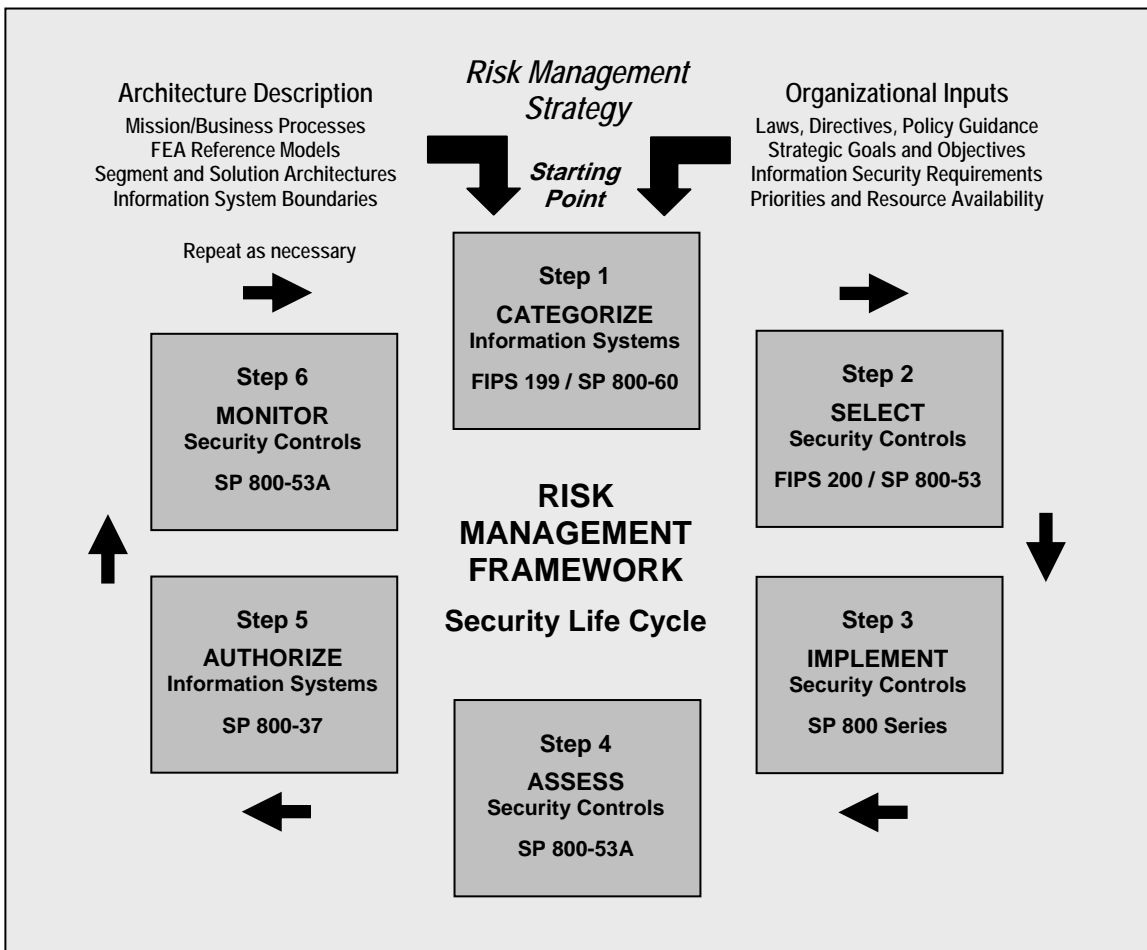 Risk Management
Strategy
Architecture Description
Mission/Business Processes
FEA Reference Models
Segment and Solution Architectures
Information System Boundaries
Starting
Point
Organizational Inputs
Laws, Directives, Policy Guidance
Strategic Goals and Objectives
Information Security Requirements
Priorities and Resource Availability
Repeat as necessary
Step 1
CATEGORIZE
Information Systems
FIPS 199 / SP 800-60
Step 2
SELECT
Security Controls
FIPS 200 / SP 800-53
Step 3
IMPLEMENT
Security Controls
SP 800 Series
Step 4
ASSESS
Security Controls
SP 800-53A
Step 5
AUTHORIZE
Information Systems
SP 800-37
Step 6
MONITOR
Security Controls
SP 800-53A
RISK
MANAGEMENT
FRAMEWORK
Security Life Cycle